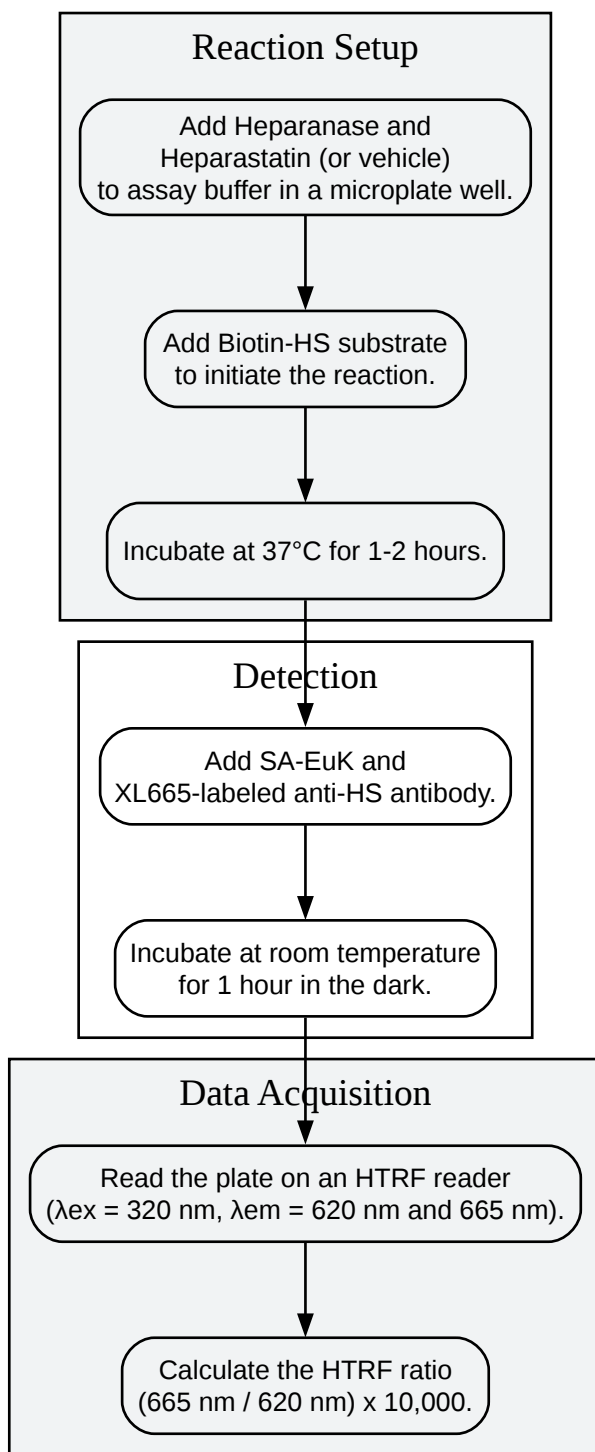 Reaction Setup
Add Heparanase and
Heparastatin (or vehicle)
to assay buffer in a microplate well.
Add Biotin-HS substrate
to initiate the reaction.
Incubate at 37°C for 1-2 hours.
Detection
Add SA-EuK and
XL665-labeled anti-HS antibody.
Incubate at room temperature
for 1 hour in the dark.
Data Acquisition
Read the plate on an HTRF reader
(λex = 320 nm, λem = 620 nm and 665 nm).
Calculate the HTRF ratio
(665 nm / 620 nm) x 10,000.